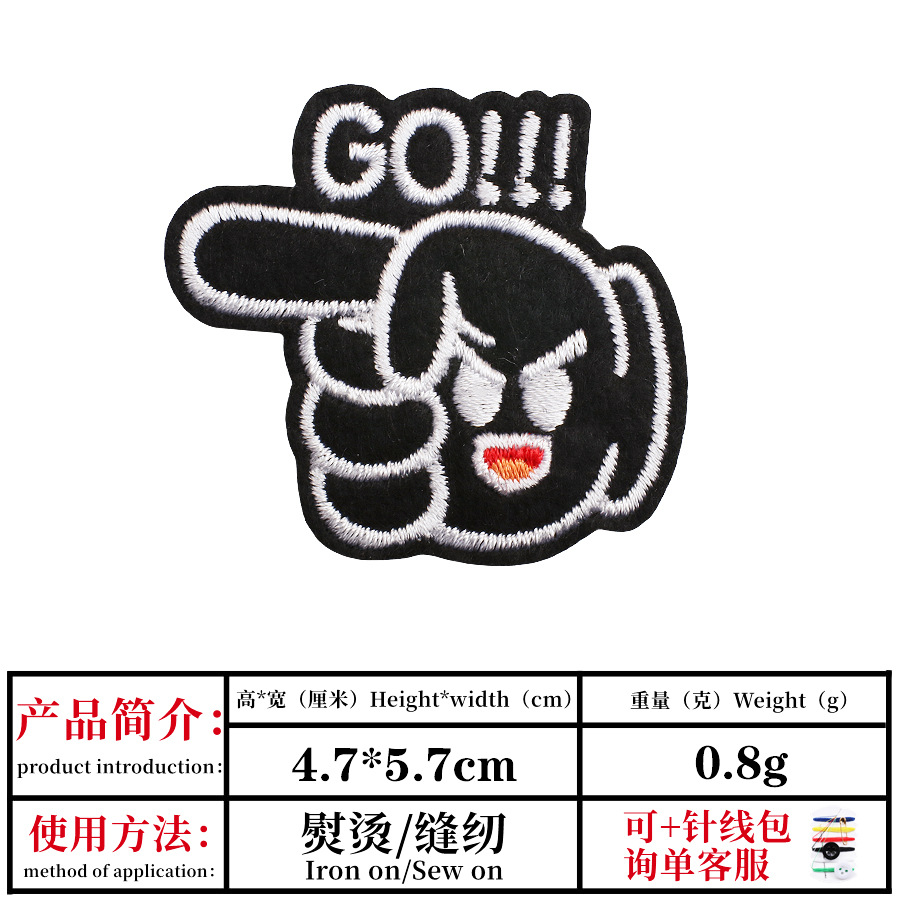 GO!!!
产品简介：
product introduction：
高*宽（厘米）Height*width（cm）
重量（克）Weight（g）
4.7*5.7cm
0.8g
使用方法：
method of application：
熨烫/缝纫
Iron on/Sew on
可+针线包
询单客服